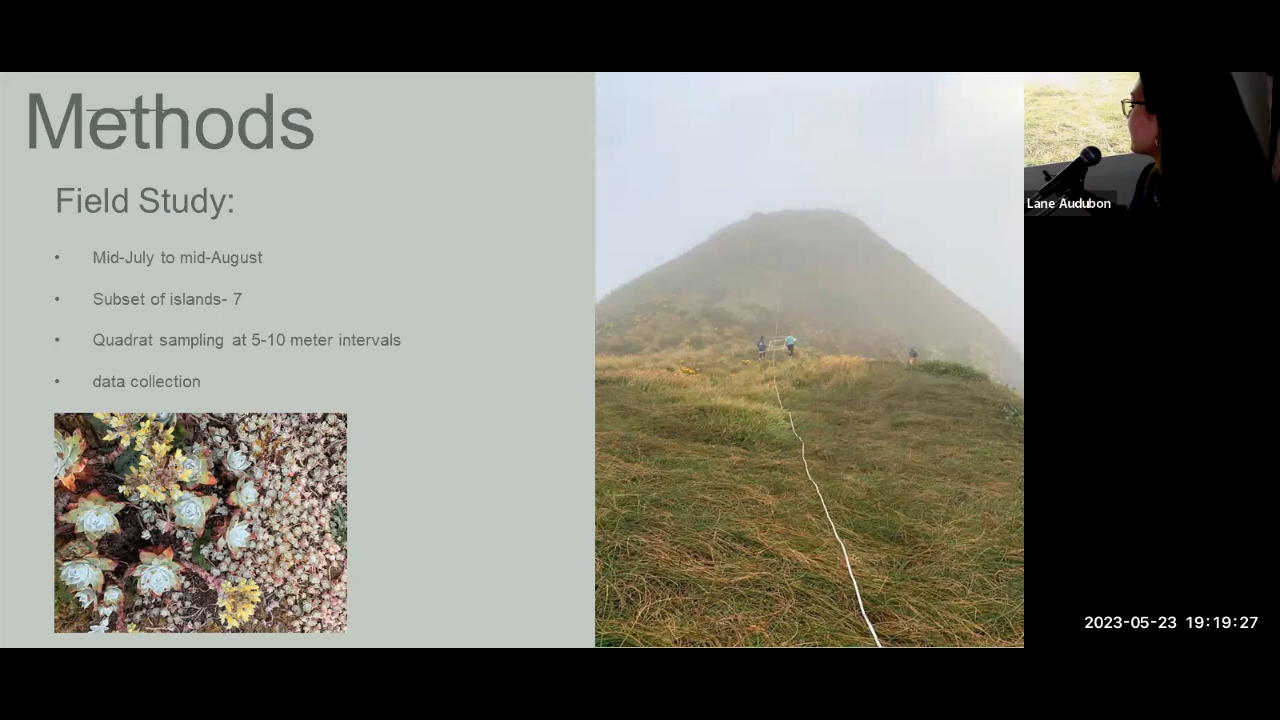 Methods
Field Study:
• Mid-July to mid-August
• Subset of islands- 7
• Quadrat sampling at 5-10 meter intervals
• data collection
Lane Audubon
2023-05-23 19:19:27